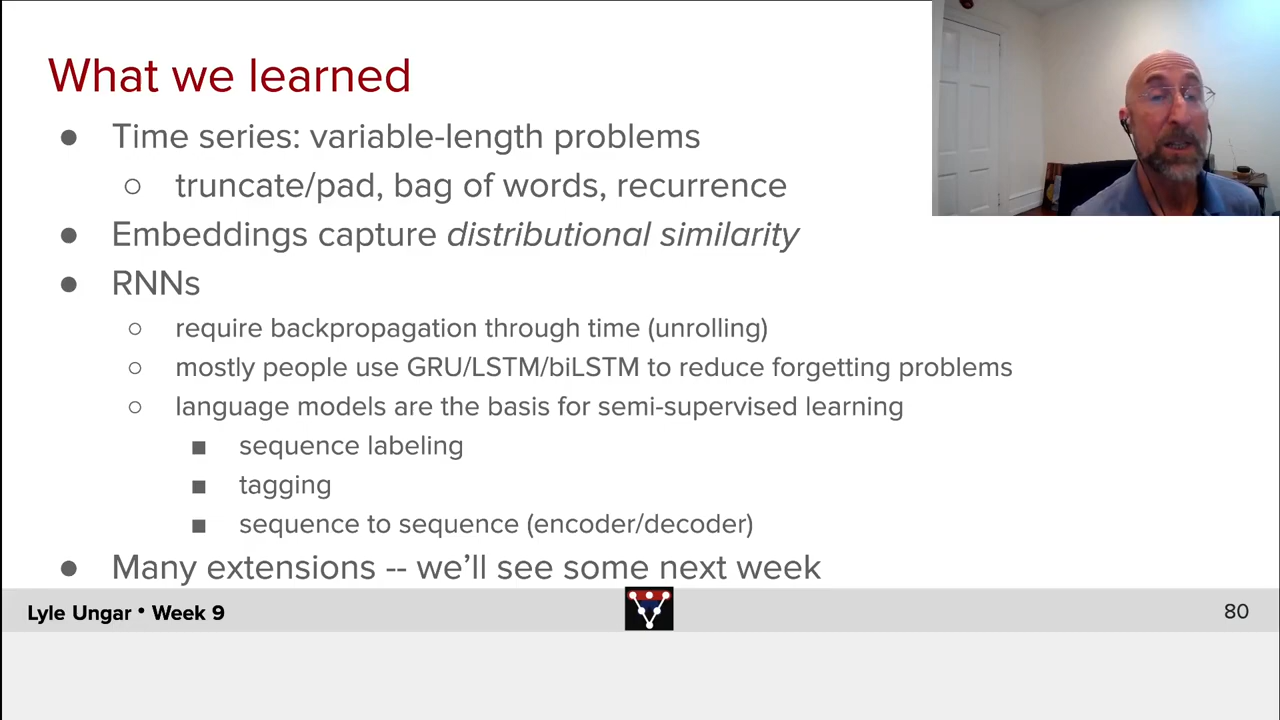 What we learned
● Time series: variable-length problems
○ truncate/pad, bag of words, recurrence
● Embeddings capture distributional similarity
● RNNs
○ require backpropagation through time (unrolling)
○ mostly people use GRU/LSTM/biLSTM to reduce forgetting problems
○ language models are the basis for semi-supervised learning
■ sequence labeling
■ tagging
■ sequence to sequence (encoder/decoder)
● Many extensions -- we’ll see some next week
Lyle Ungar • Week 9
80